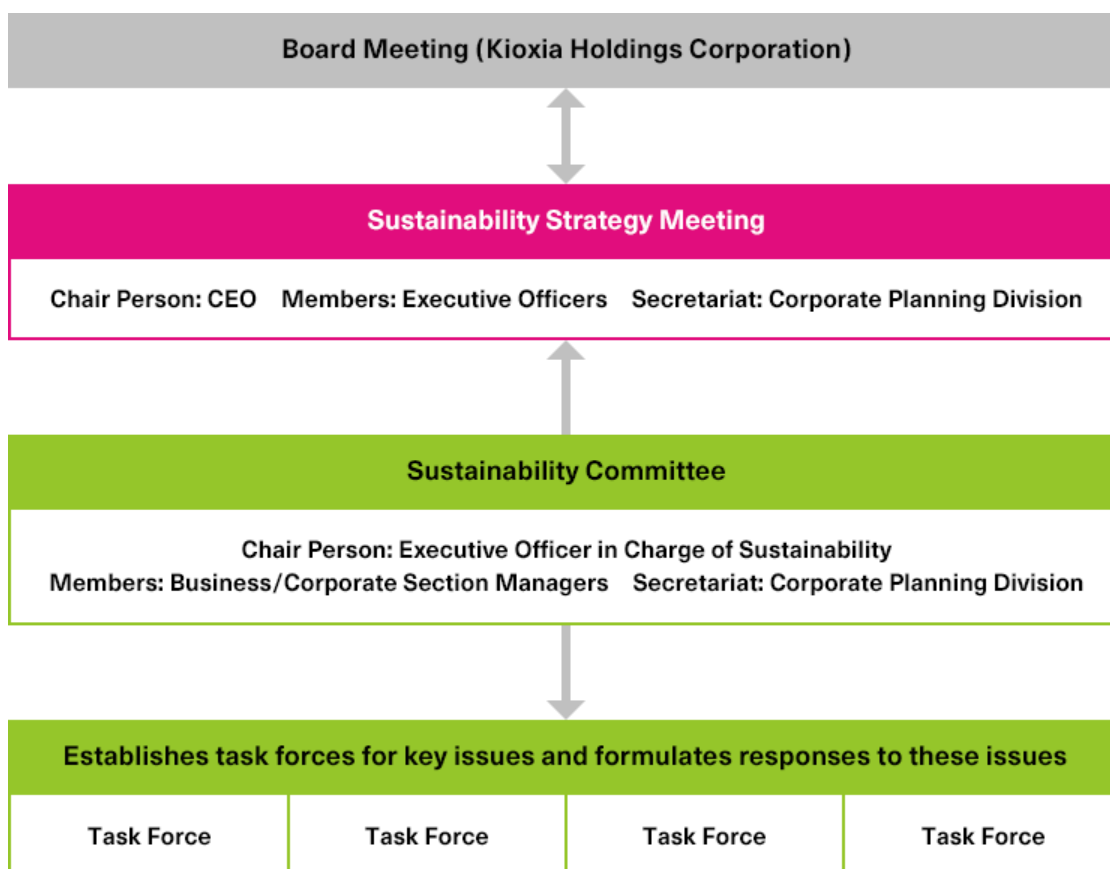 Board Meeting (Kioxia Holdings Corporation)
Sustainability Strategy Meeting
Chair Person: CEO Members: Executive Officers Secretariat: Corporate Planning Division
Sustainability Committee
Chair Person: Executive Officer in Charge of Sustainability
Members: Business/Corporate Section Managers Secretariat: Corporate Planning Division
Establishes task forces for key issues and formulates responses to these issues
Task Force Task Force Task Force Task Force